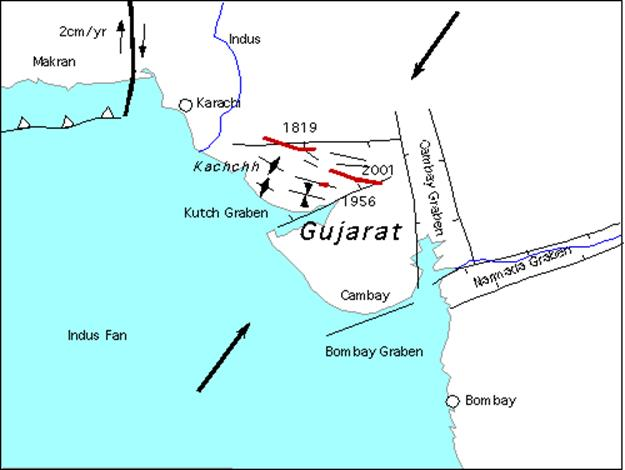 2cm/yr
Makran
Indus
Karachi
1819
Kachchh
2001
1956
Kutch Graben
Gujarat
Cambay Graben
Narmada Graben
Cambay
Indus Fan
Bombay Graben
Bombay